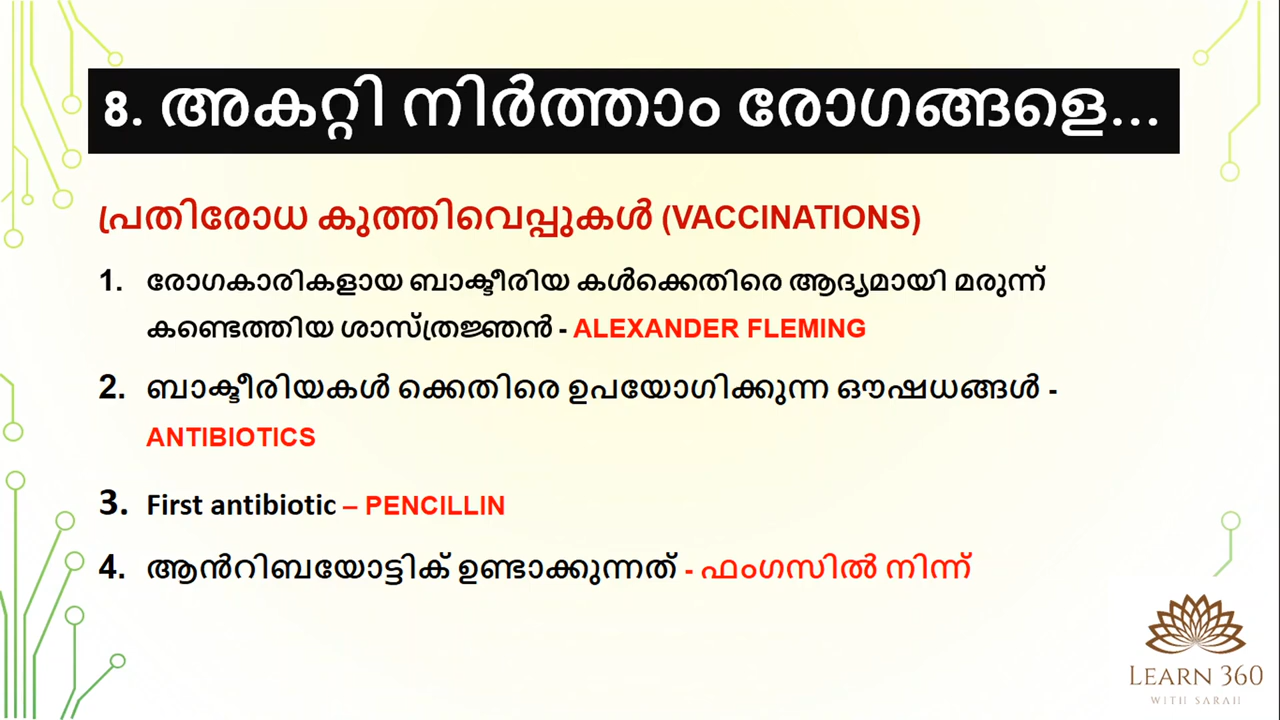 8. അകറ്റി നിർത്താം രോഗങ്ങളെ...
പ്രതിരോധ കുത്തിവെപ്പുകൾ (VACCINATIONS)
1. രോഗകാരികളായ ബാക്ടീരിയ കൾക്കെതിരെ ആദ്യമായി മരുന്ന്
കണ്ടെത്തിയ ശാസ്ത്രജ്ഞൻ - ALEXANDER FLEMING
2. ബാക്ടീരിയകൾ ക്കെതിരെ ഉപയോഗിക്കുന്ന ഔഷധങ്ങൾ -
ANTIBIOTICS
3. First antibiotic – PENCILLIN
4. ആൻറിബയോട്ടിക് ഉണ്ടാക്കുന്നത് - ഫംഗസിൽ നിന്ന്
LEARN 360
WITH SARAH